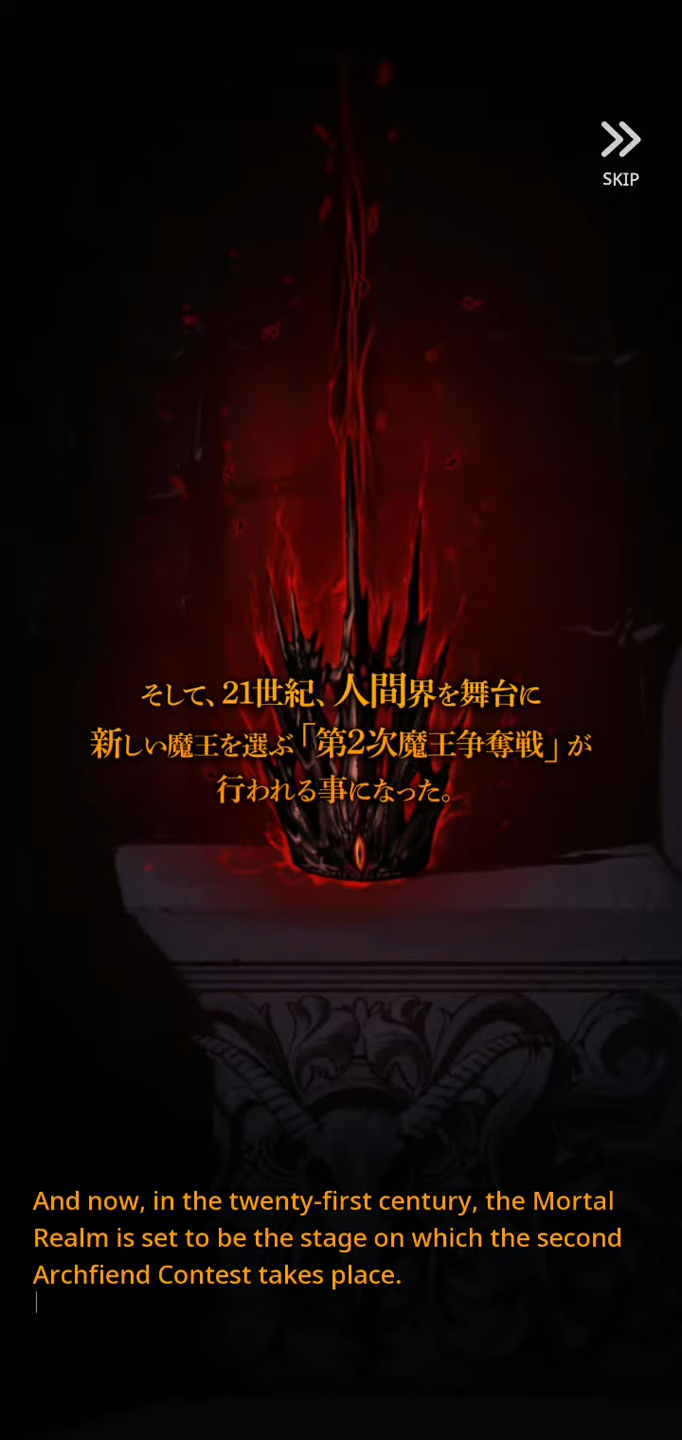 SKIP
そして、21世紀、人間界を舞台に
新しい魔王を選ぶ「第2次魔王争奪戦」が
行われる事になった。
And now, in the twenty-first century, the Mortal
Realm is set to be the stage on which the second
Archfiend Contest takes place.